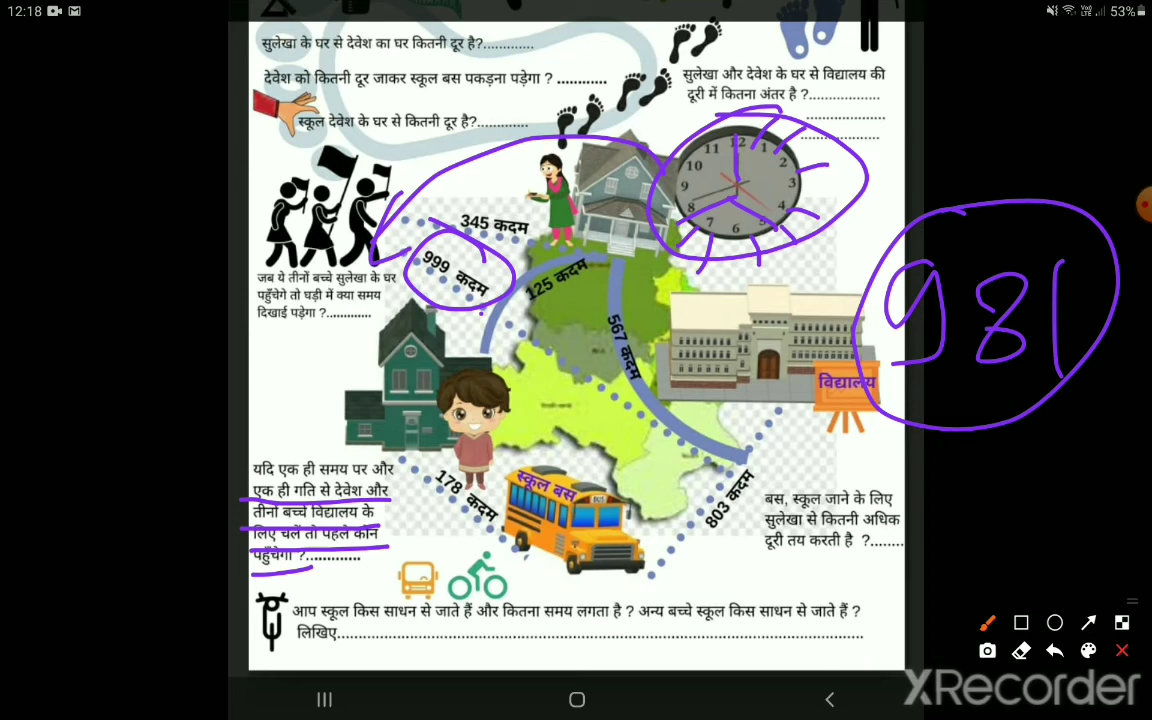 12:18
53%
सुलेखा के घर से देवेश का घर कितनी दूर है?.............
देवेश को कितनी दूर जाकर स्कूल बस पकड़ना पड़ेगा ? ............
स्कूल देवेश के घर से कितनी दूर है?.............
सुलेखा और देवेश के घर से विद्यालय की
दूरी में कितना अंतर है ?..................
345 कदम
999 कदम
125 कदम
567 कदम
जब ये तीनों बच्चे सुलेखा के घर
पहुँचेंगे तो घड़ी में क्या समय
दिखाई पड़ेगा ?............
981
विद्यालय
यदि एक ही समय पर और
एक ही गति से देवेश और
तीनों बच्चे विद्यालय के
लिए चलें तो पहले कौन
पहुँचेगा ?..............
178 कदम
स्कूल बस
803 कदम
बस, स्कूल जाने के लिए
सुलेखा से कितनी अधिक
दूरी तय करती है ?........
आप स्कूल किस साधन से जाते हैं और कितना समय लगता है ? अन्य बच्चे स्कूल किस साधन से जाते हैं ?
लिखिए....................................................................................................
XRecorder